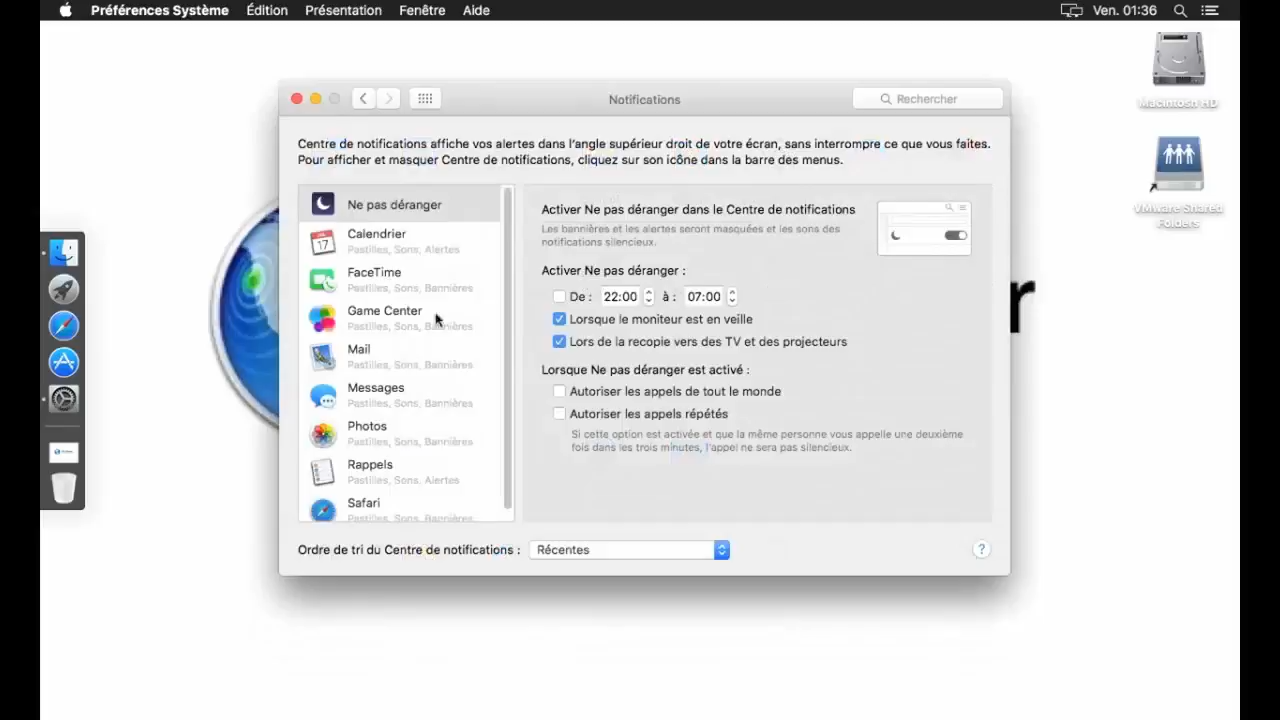 Préférences Système Édition Présentation Fenêtre Aide Ven. 01:36
Macintosh HD
VMware Shared
Folders
Notifications
Rechercher
Centre de notifications affiche vos alertes dans l'angle supérieur droit de votre écran, sans interrompre ce que vous faites.
Pour afficher et masquer Centre de notifications, cliquez sur son icône dans la barre des menus.
Ne pas déranger
Calendrier
Pastilles, Sons, Alertes
17
FaceTime
Pastilles, Sons, Bannières
Game Center
Pastilles, Sons, Bannières
Mail
Pastilles, Sons, Bannières
Messages
Pastilles, Sons, Bannières
Photos
Pastilles, Sons, Bannières
Rappels
Pastilles, Sons, Alertes
Safari
Pastilles, Sons, Bannières
Activer Ne pas déranger dans le Centre de notifications
Les bannières et les alertes seront masquées et les sons des
notifications silencieux.
Activer Ne pas déranger :
De : 22:00 à : 07:00
Lorsque le moniteur est en veille
Lors de la recopie vers des TV et des projecteurs
Lorsque Ne pas déranger est activé :
Autoriser les appels de tout le monde
Autoriser les appels répétés
Si cette option est activée et que la même personne vous appelle une deuxième
fois dans les trois minutes, l'appel ne sera pas silencieux.
Ordre de tri du Centre de notifications : Récentes ?
r